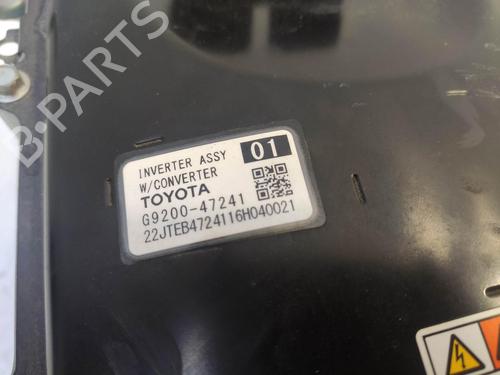 B-PARTS
INVERTER ASSY 01
W/CONVERTER
TOYOTA
G9200-47241
22JTEB4724116H040021